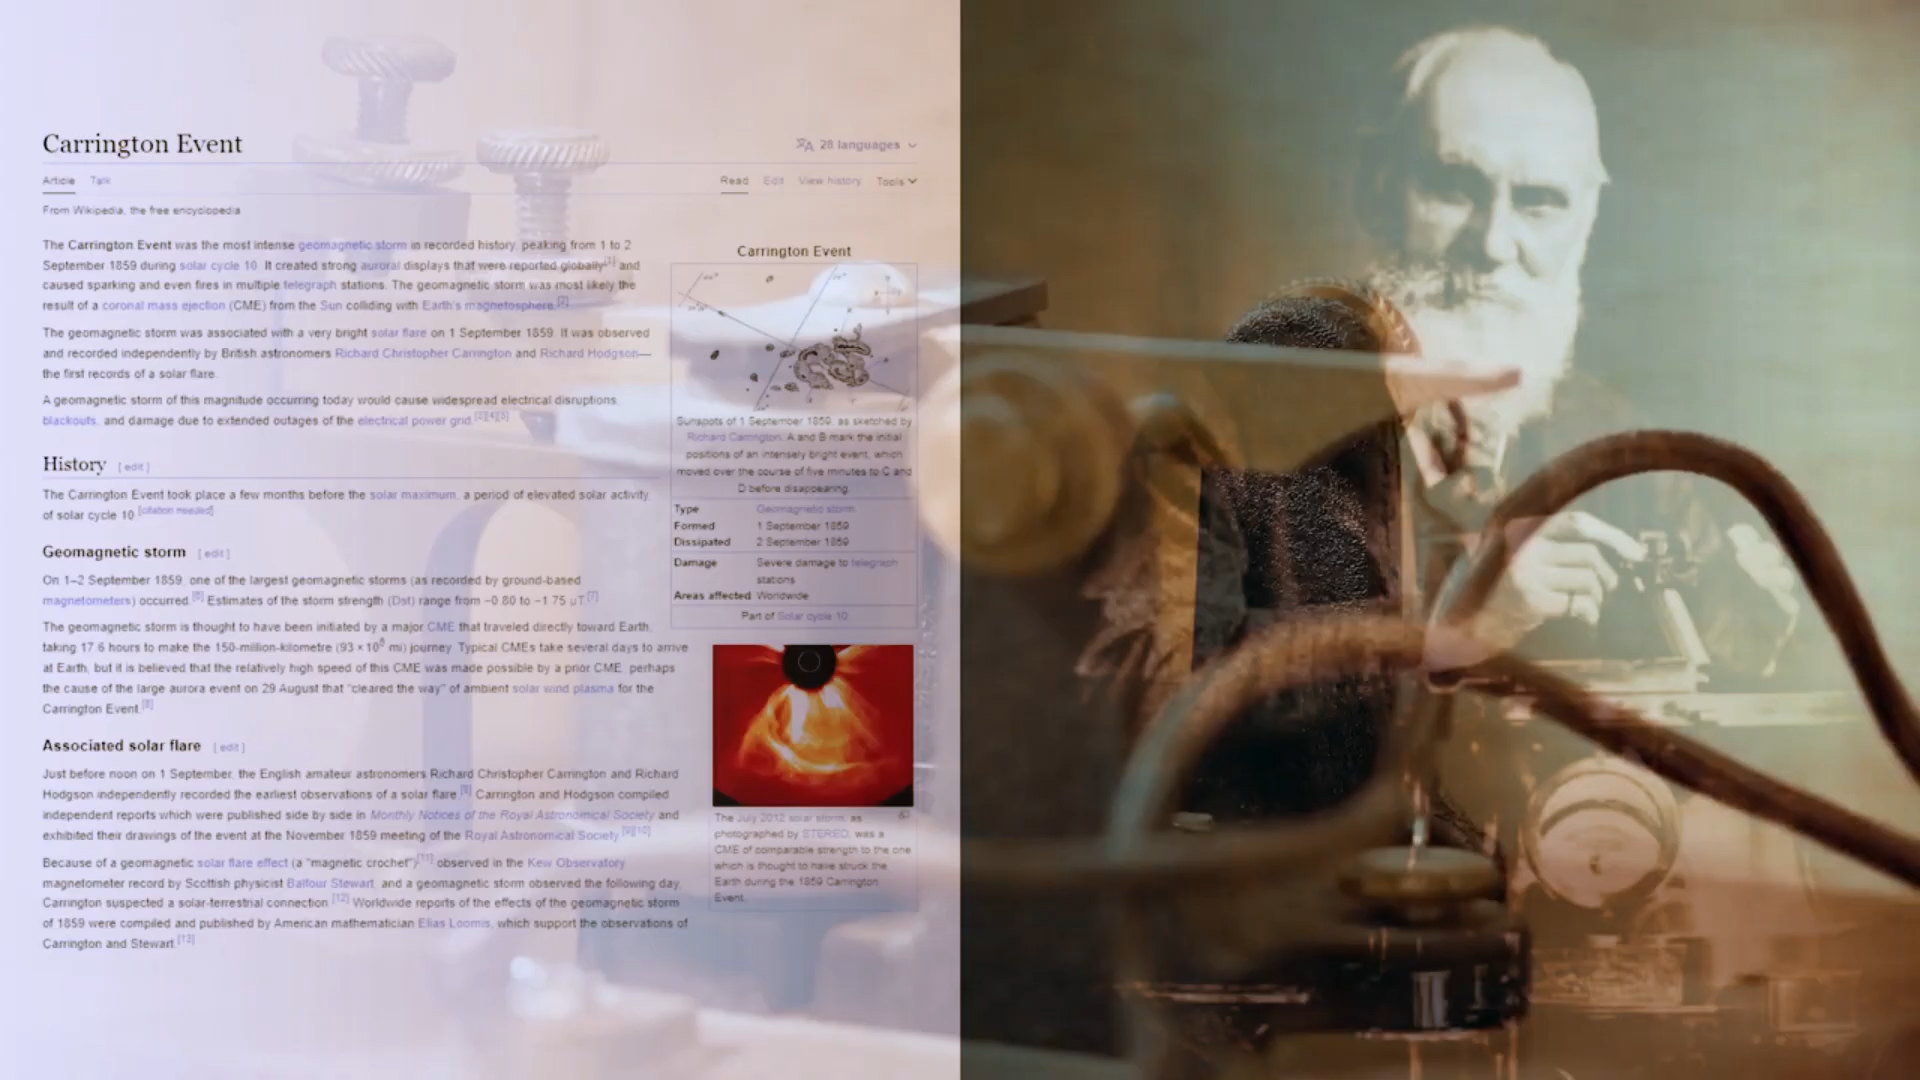 Carrington Event
28 languages
Article Talk
Read Edit View history Tools
From Wikipedia, the free encyclopedia
The Carrington Event was the most intense geomagnetic storm in recorded history, peaking from 1 to 2
September 1859 during solar cycle 10. It created strong auroral displays that were reported globally[1] and
caused sparking and even fires in multiple telegraph stations. The geomagnetic storm was most likely the
result of a coronal mass ejection (CME) from the Sun colliding with Earth's magnetosphere.[2]
The geomagnetic storm was associated with a very bright solar flare on 1 September 1859. It was observed
and recorded independently by British astronomers Richard Christopher Carrington and Richard Hodgson—
the first records of a solar flare.
A geomagnetic storm of this magnitude occurring today would cause widespread electrical disruptions,
blackouts, and damage due to extended outages of the electrical power grid.[3][4][5]
History [edit]
The Carrington Event took place a few months before the solar maximum, a period of elevated solar activity
of solar cycle 10.[citation needed]
Geomagnetic storm [edit]
On 1–2 September 1859, one of the largest geomagnetic storms (as recorded by ground-based
magnetometers) occurred.[6] Estimates of the storm strength (Dst) range from −0.80 to −1.75 µT.[7]
The geomagnetic storm is thought to have been initiated by a major CME that traveled directly toward Earth,
taking 17.6 hours to make the 150-million-kilometre (93×10⁶ mi) journey. Typical CMEs take several days to arrive
at Earth, but it is believed that the relatively high speed of this CME was made possible by a prior CME, perhaps
the cause of the large aurora event on 29 August that "cleared the way" of ambient solar wind plasma for the
Carrington Event.[8]
Associated solar flare [edit]
Just before noon on 1 September, the English amateur astronomers Richard Christopher Carrington and Richard
Hodgson independently recorded the earliest observations of a solar flare.[9] Carrington and Hodgson compiled
independent reports which were published side by side in Monthly Notices of the Royal Astronomical Society and
exhibited their drawings of the event at the November 1859 meeting of the Royal Astronomical Society.[9][10]
Because of a geomagnetic solar flare effect (a "magnetic crochet")[11] observed in the Kew Observatory
magnetometer record by Scottish physicist Balfour Stewart, and a geomagnetic storm observed the following day,
Carrington suspected a solar-terrestrial connection.[12] Worldwide reports of the effects of the geomagnetic storm
of 1859 were compiled and published by American mathematician Elias Loomis, which support the observations of
Carrington and Stewart.[13]
Carrington Event
Sunspots of 1 September 1859, as sketched by
Richard Carrington. A and B mark the initial
positions of an intensely bright event, which
moved over the course of five minutes to C and
D before disappearing.
Type Geomagnetic storm
Formed 1 September 1859
Dissipated 2 September 1859
Damage Severe damage to telegraph
stations
Areas affected Worldwide
Part of Solar cycle 10
The July 2012 solar storm, as
photographed by STEREO, was a
CME of comparable strength to the one
which is thought to have struck the
Earth during the 1859 Carrington
Event.